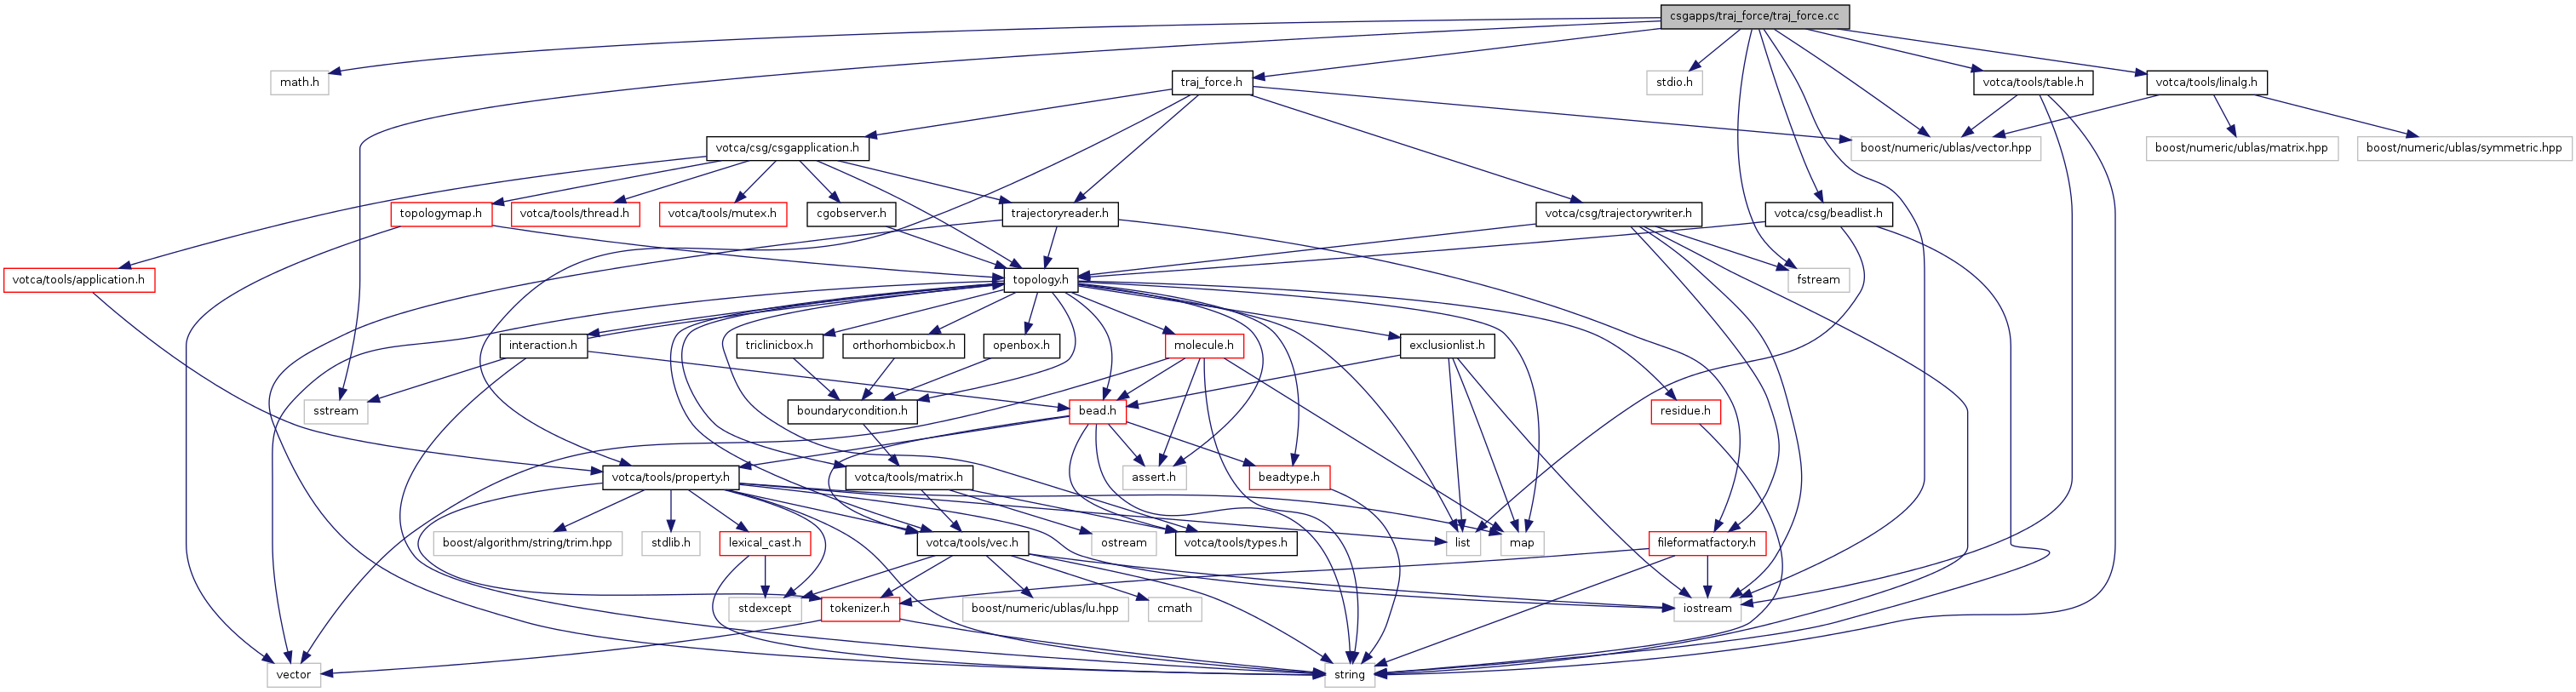 csgapps/traj_force/traj_force.cc
math.h
traj_force.h
stdio.h
votca/tools/table.h
votca/tools/linalg.h
votca/csg/csgapplication.h
boost/numeric/ublas/vector.hpp
boost/numeric/ublas/matrix.hpp
boost/numeric/ublas/symmetric.hpp
topologymap.h
votca/tools/thread.h
votca/tools/mutex.h
cgobserver.h
trajectoryreader.h
votca/csg/trajectorywriter.h
votca/csg/beadlist.h
votca/tools/application.h
topology.h
fstream
interaction.h
triclinicbox.h
orthorhombicbox.h
openbox.h
molecule.h
exclusionlist.h
sstream
boundarycondition.h
bead.h
residue.h
votca/tools/property.h
votca/tools/matrix.h
assert.h
beadtype.h
boost/algorithm/string/trim.hpp
stdlib.h
lexical_cast.h
votca/tools/vec.h
ostream
votca/tools/types.h
list
map
fileformatfactory.h
stdexcept
tokenizer.h
boost/numeric/ublas/lu.hpp
cmath
iostream
vector
string